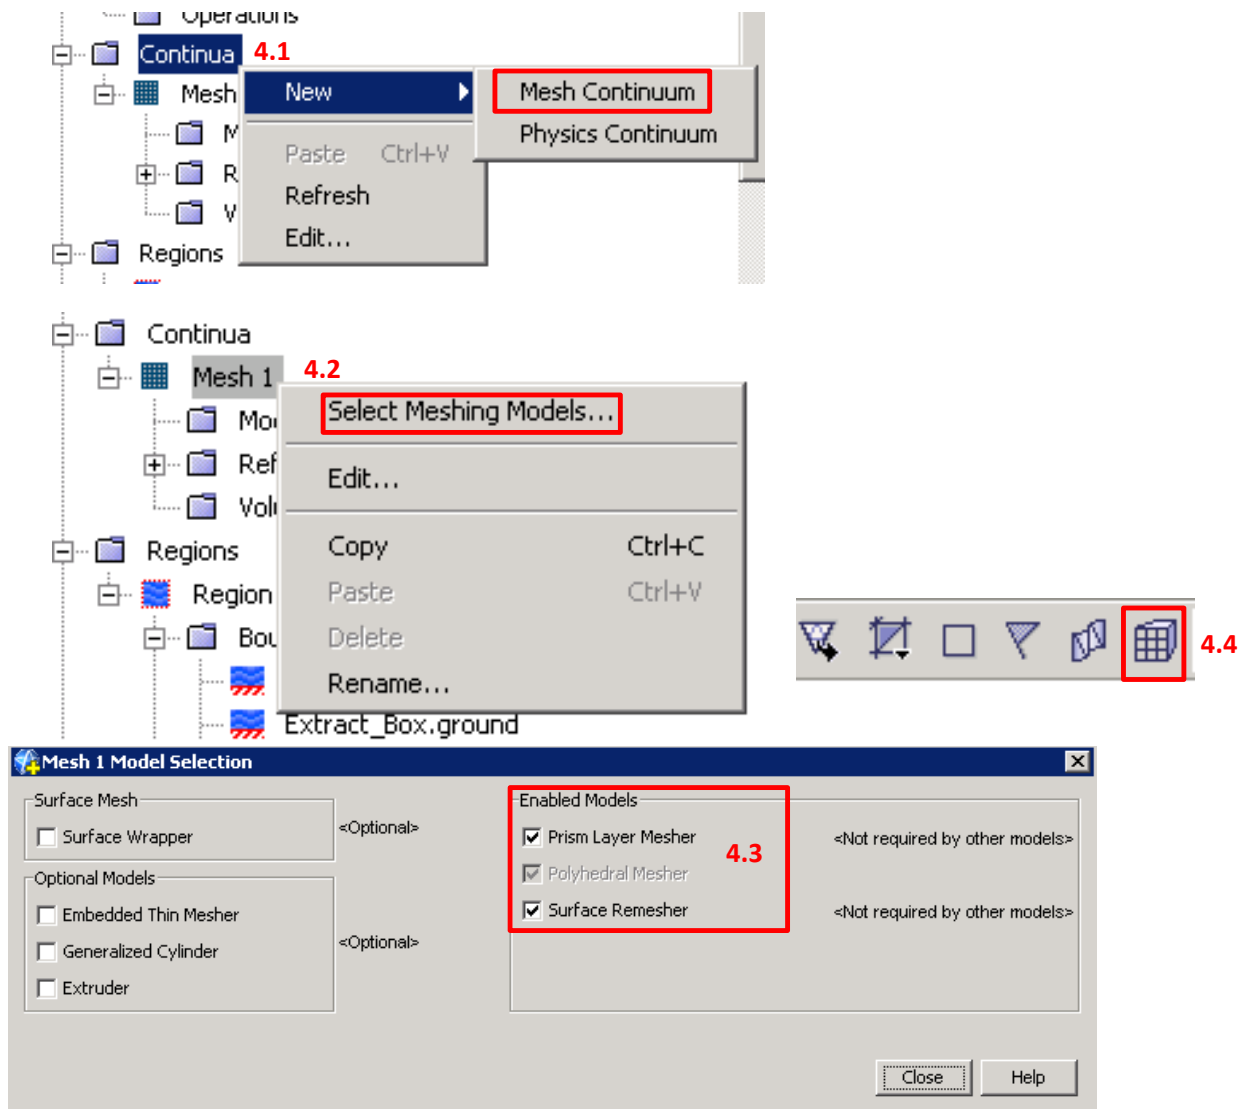 Operations
Continua 4.1
Mesh New Mesh Continuum
Physics Continuum
M
Paste Ctrl+V
R
Refresh
V
Edit...
Regions
Continua
Mesh 1 4.2
Select Meshing Models...
Mo
Ref
Edit...
Vol
Regions
Copy Ctrl+C
Region
Paste Ctrl+V
Bou
Delete
4.4
Rename...
Extract_Box.ground
Mesh 1 Model Selection
Surface Mesh
Surface Wrapper
<Optional>
Optional Models
Embedded Thin Mesher
Generalized Cylinder
<Optional>
Extruder
Enabled Models
Prism Layer Mesher <Not required by other models>
4.3
Polyhedral Mesher
Surface Remesher <Not required by other models>
Close Help